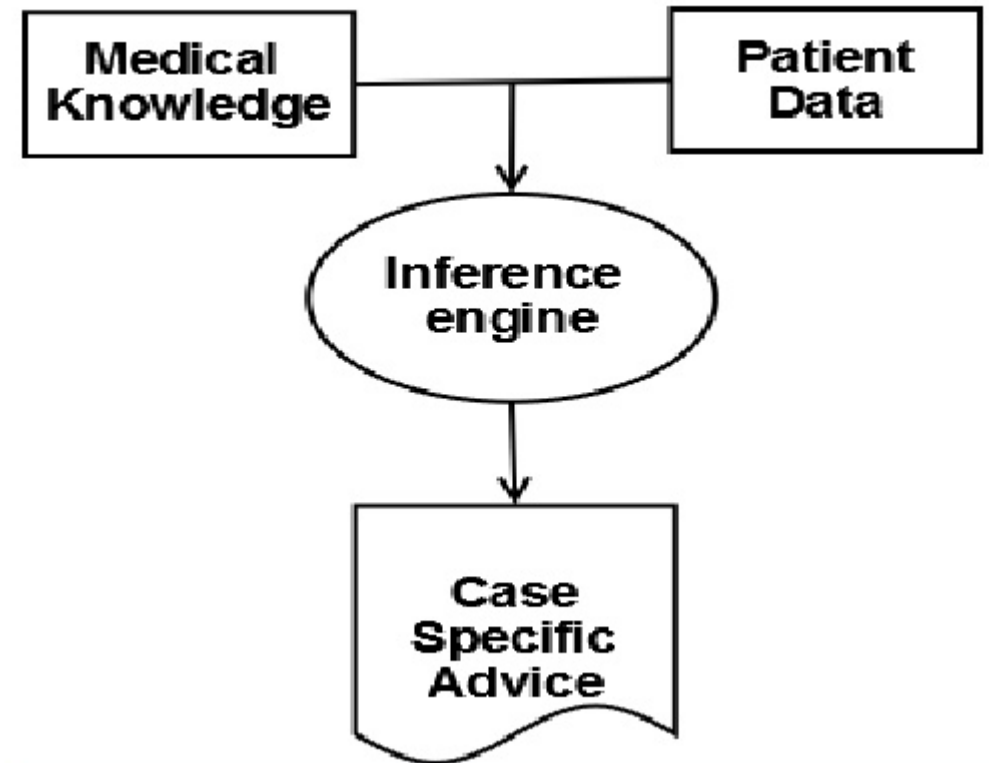 Medical
Knowledge
Patient
Data
Inference
engine
Case
Specific
Advice